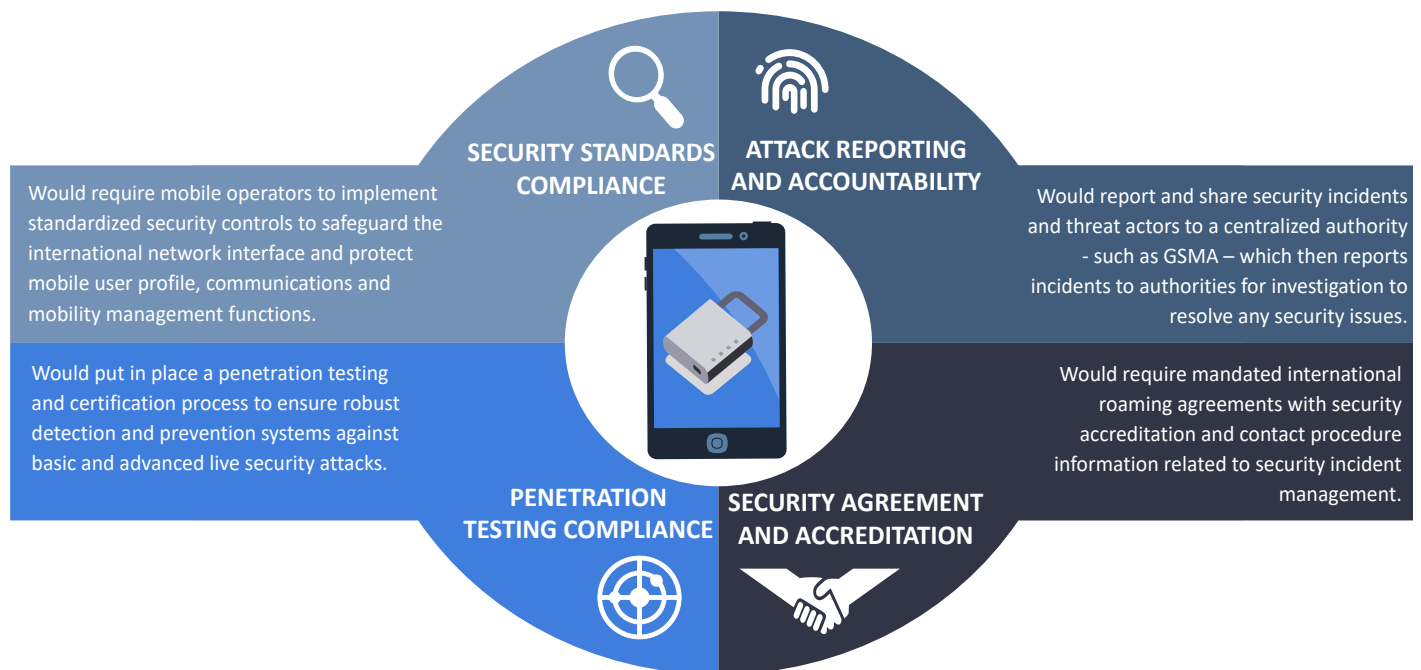 SECURITY STANDARDS
COMPLIANCE
Would require mobile operators to implement
standardized security controls to safeguard the
international network interface and protect
mobile user profile, communications and
mobility management functions.
ATTACK REPORTING
AND ACCOUNTABILITY
Would report and share security incidents
and threat actors to a centralized authority
- such as GSMA – which then reports
incidents to authorities for investigation to
resolve any security issues.
Would put in place a penetration testing
and certification process to ensure robust
detection and prevention systems against
basic and advanced live security attacks.
PENETRATION
TESTING COMPLIANCE
Would require mandated international
roaming agreements with security
accreditation and contact procedure
information related to security incident
management.
SECURITY AGREEMENT
AND ACCREDITATION